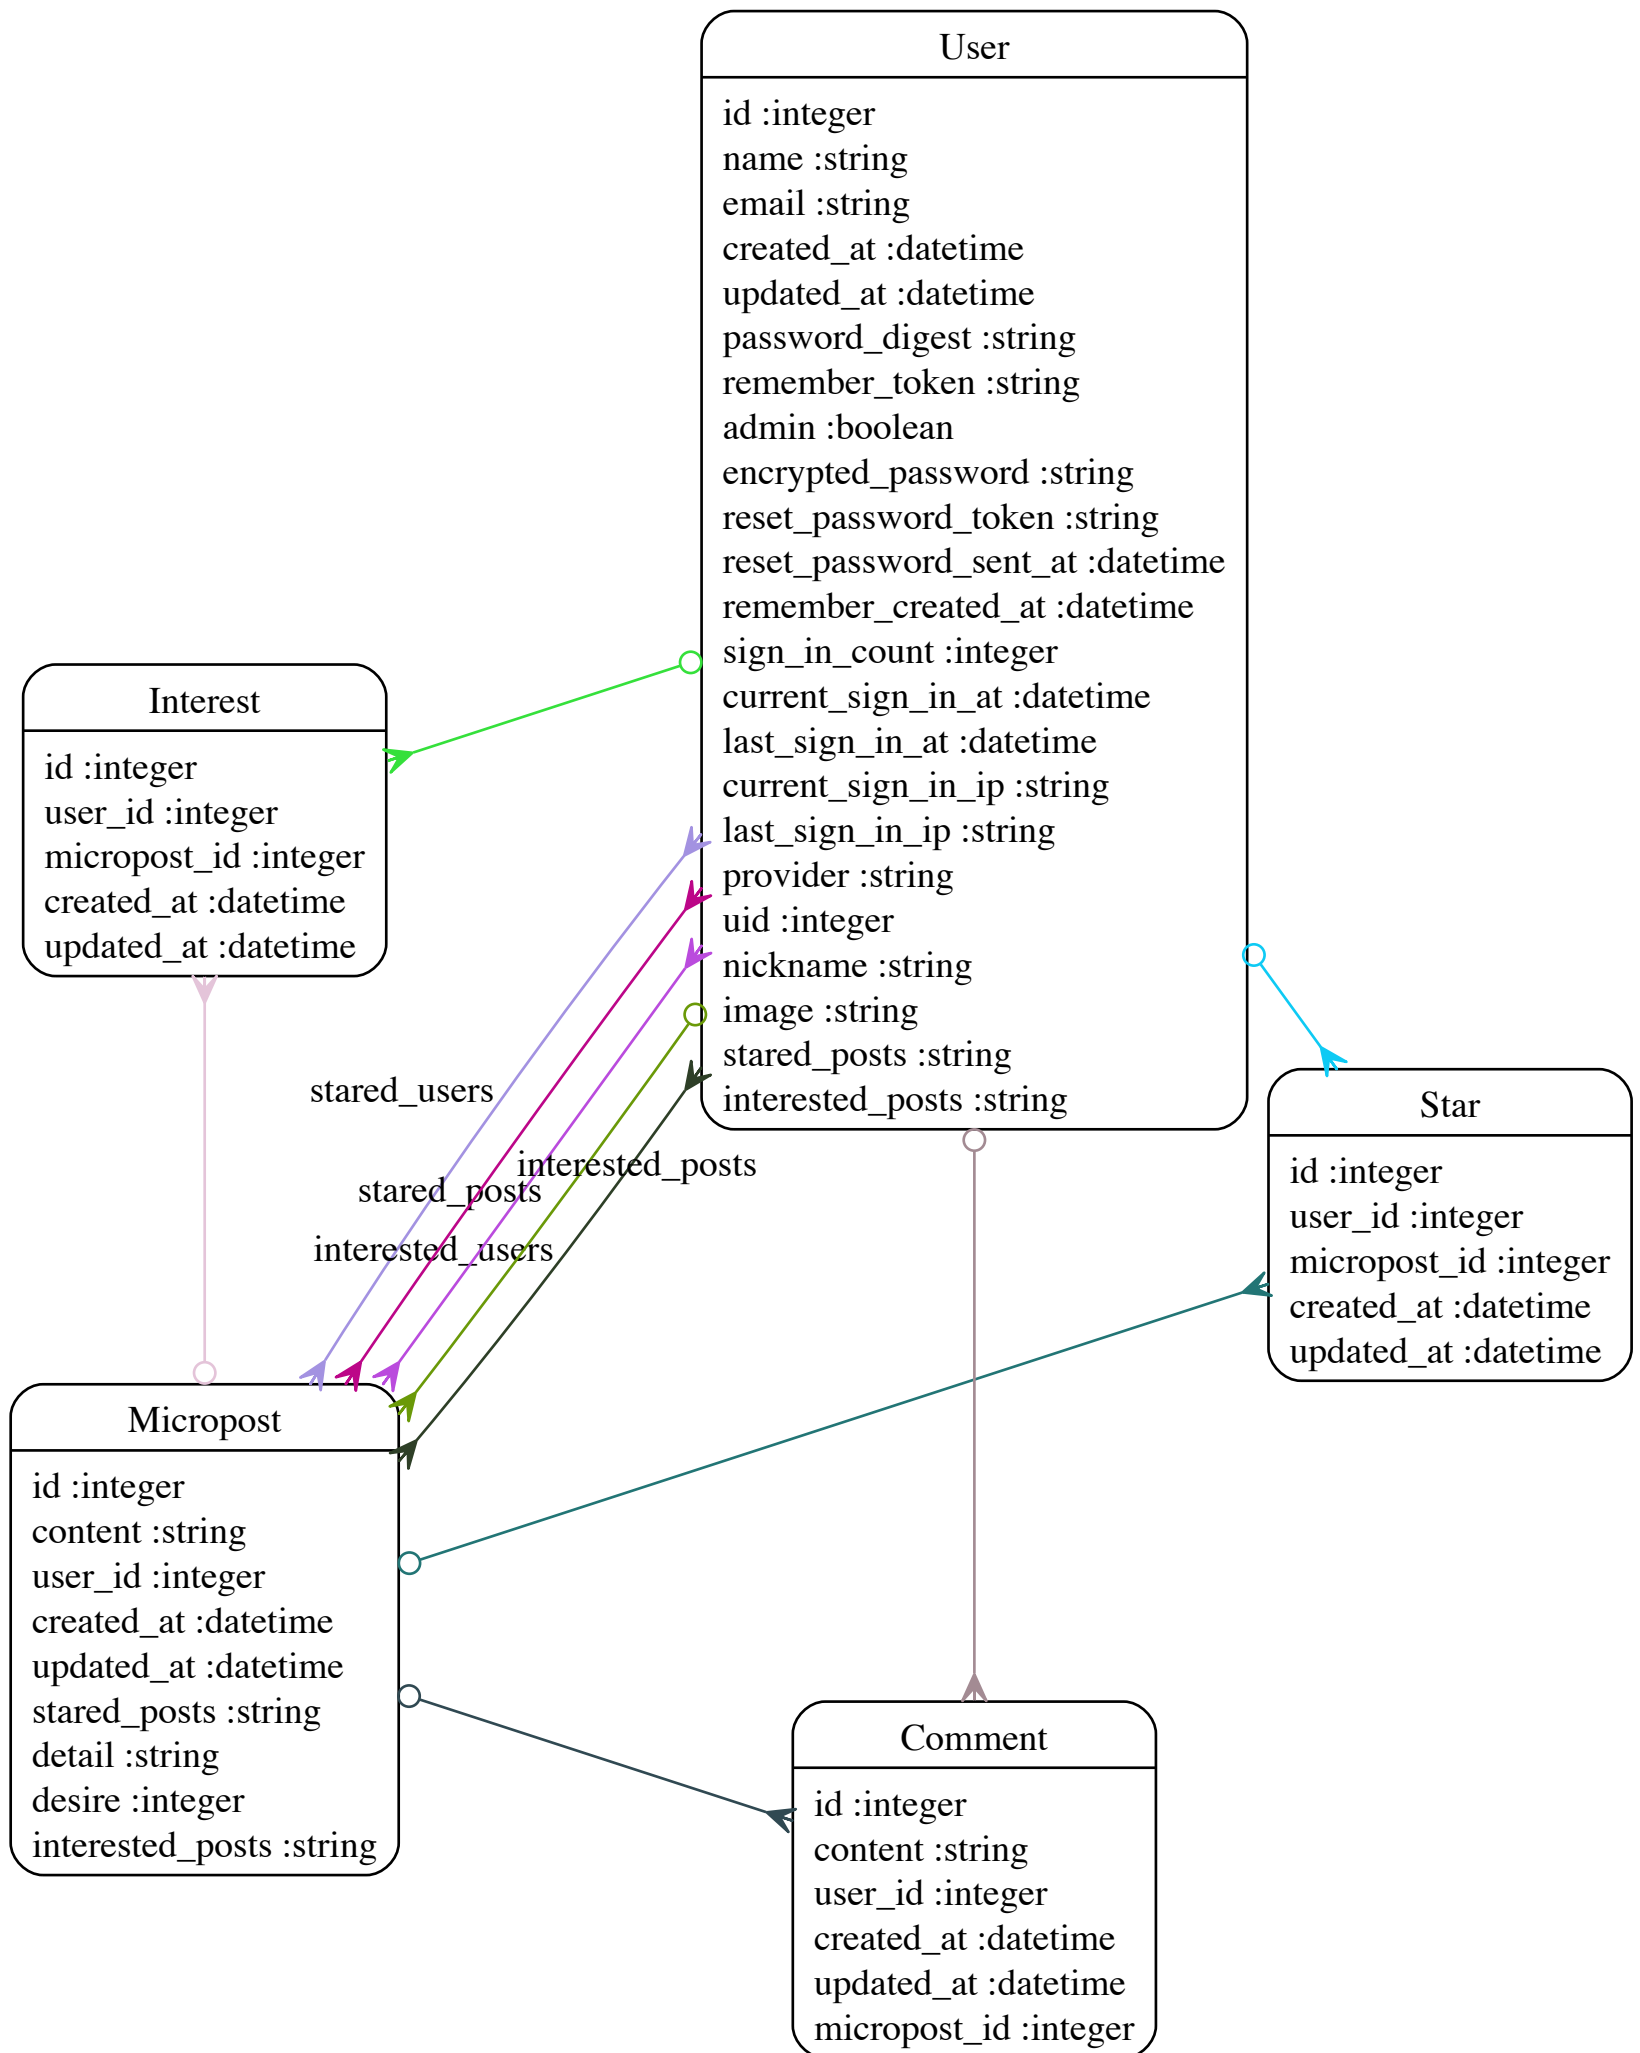 User
id :integer
name :string
email :string
created_at :datetime
updated_at :datetime
password_digest :string
remember_token :string
admin :boolean
encrypted_password :string
reset_password_token :string
reset_password_sent_at :datetime
remember_created_at :datetime
sign_in_count :integer
current_sign_in_at :datetime
last_sign_in_at :datetime
current_sign_in_ip :string
last_sign_in_ip :string
provider :string
uid :integer
nickname :string
image :string
stared_posts :string
interested_posts :string
Interest
id :integer
user_id :integer
micropost_id :integer
created_at :datetime
updated_at :datetime
stared_users
interested_posts
stared_posts
interested_users
Star
id :integer
user_id :integer
micropost_id :integer
created_at :datetime
updated_at :datetime
Micropost
id :integer
content :string
user_id :integer
created_at :datetime
updated_at :datetime
stared_posts :string
detail :string
desire :integer
interested_posts :string
Comment
id :integer
content :string
user_id :integer
created_at :datetime
updated_at :datetime
micropost_id :integer